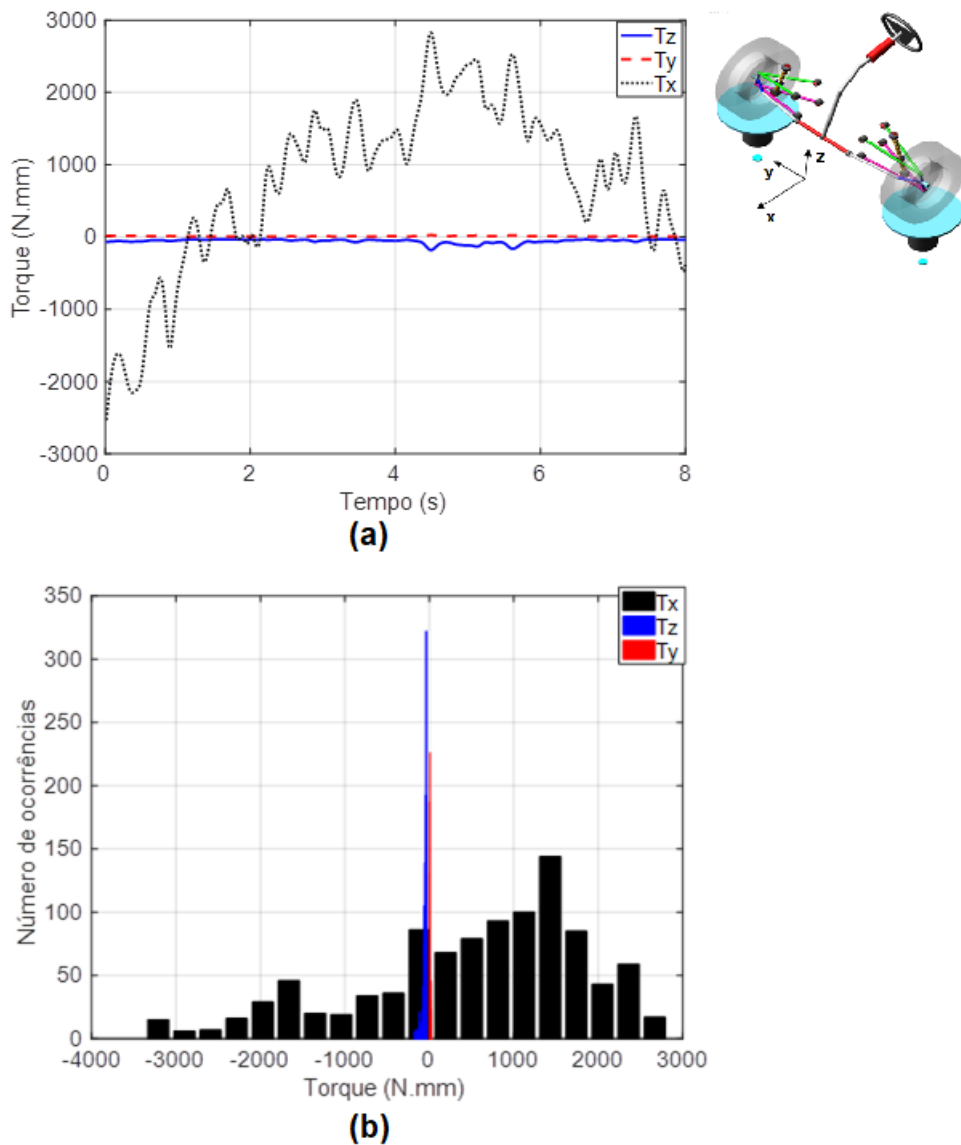 3000
2000
1000
0
-1000
-2000
-3000
Torque (N.mm)
Tz
Ty
Tx
0 2 4 6 8
Tempo (s)
(a)
z
y
x
350
300
250
200
150
100
50
0
Número de ocorrências
Tx
Tz
Ty
-4000 -3000 -2000 -1000 0 1000 2000 3000
Torque (N.mm)
(b)